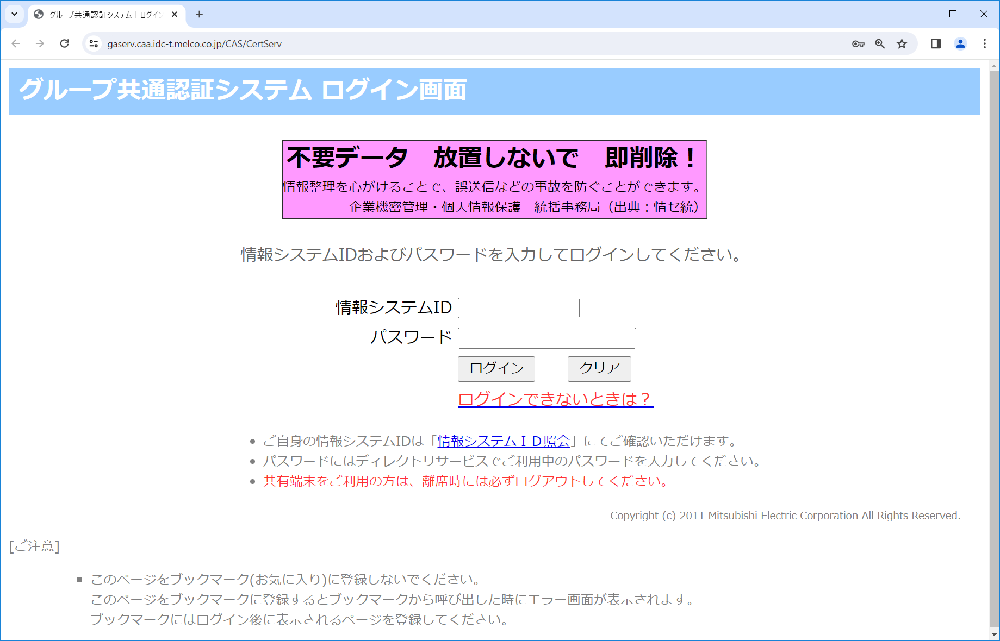 グループ共通認証システム | ログイン
gaserv.caa.idc-t.melco.co.jp/CAS/CertServ
グループ共通認証システム ログイン画面
不要データ　放置しないで　即削除！
情報整理を心がけることで、誤送信などの事故を防ぐことができます。
企業機密管理・個人情報保護　統括事務局（出典：情セ統）
情報システムIDおよびパスワードを入力してログインしてください。
情報システムID
パスワード
ログイン　クリア
ログインできないときは？
ご自身の情報システムIDは「情報システムＩＤ照会」にてご確認いただけます。
パスワードにはディレクトリサービスでご利用中のパスワードを入力してください。
共有端末をご利用の方は、離席時には必ずログアウトしてください。
Copyright (c) 2011 Mitsubishi Electric Corporation All Rights Reserved.
[ご注意]
このページをブックマーク(お気に入り)に登録しないでください。
このページをブックマークに登録するとブックマークから呼び出した時にエラー画面が表示されます。
ブックマークにはログイン後に表示されるページを登録してください。